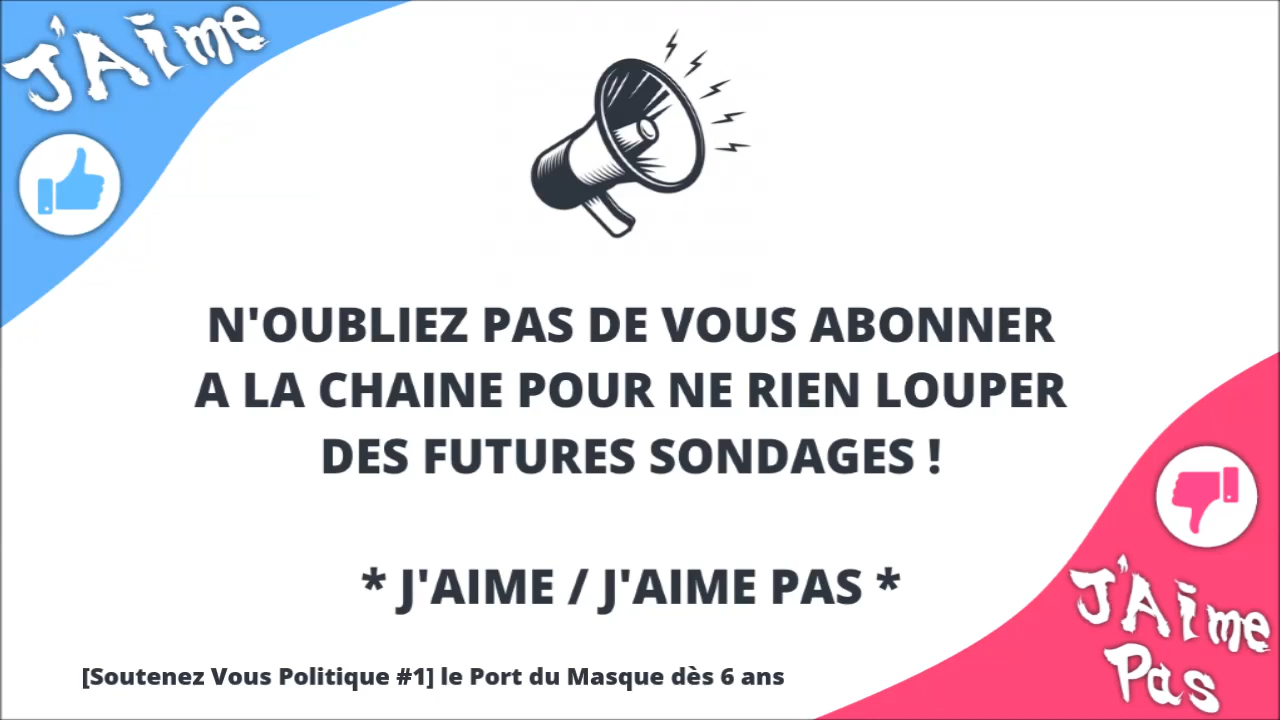 J'Aime
N'OUBLIEZ PAS DE VOUS ABONNER
A LA CHAINE POUR NE RIEN LOUPER
DES FUTURES SONDAGES !
* J'AIME / J'AIME PAS *
J'Aime
Pas
[Soutenez Vous Politique #1] le Port du Masque dès 6 ans